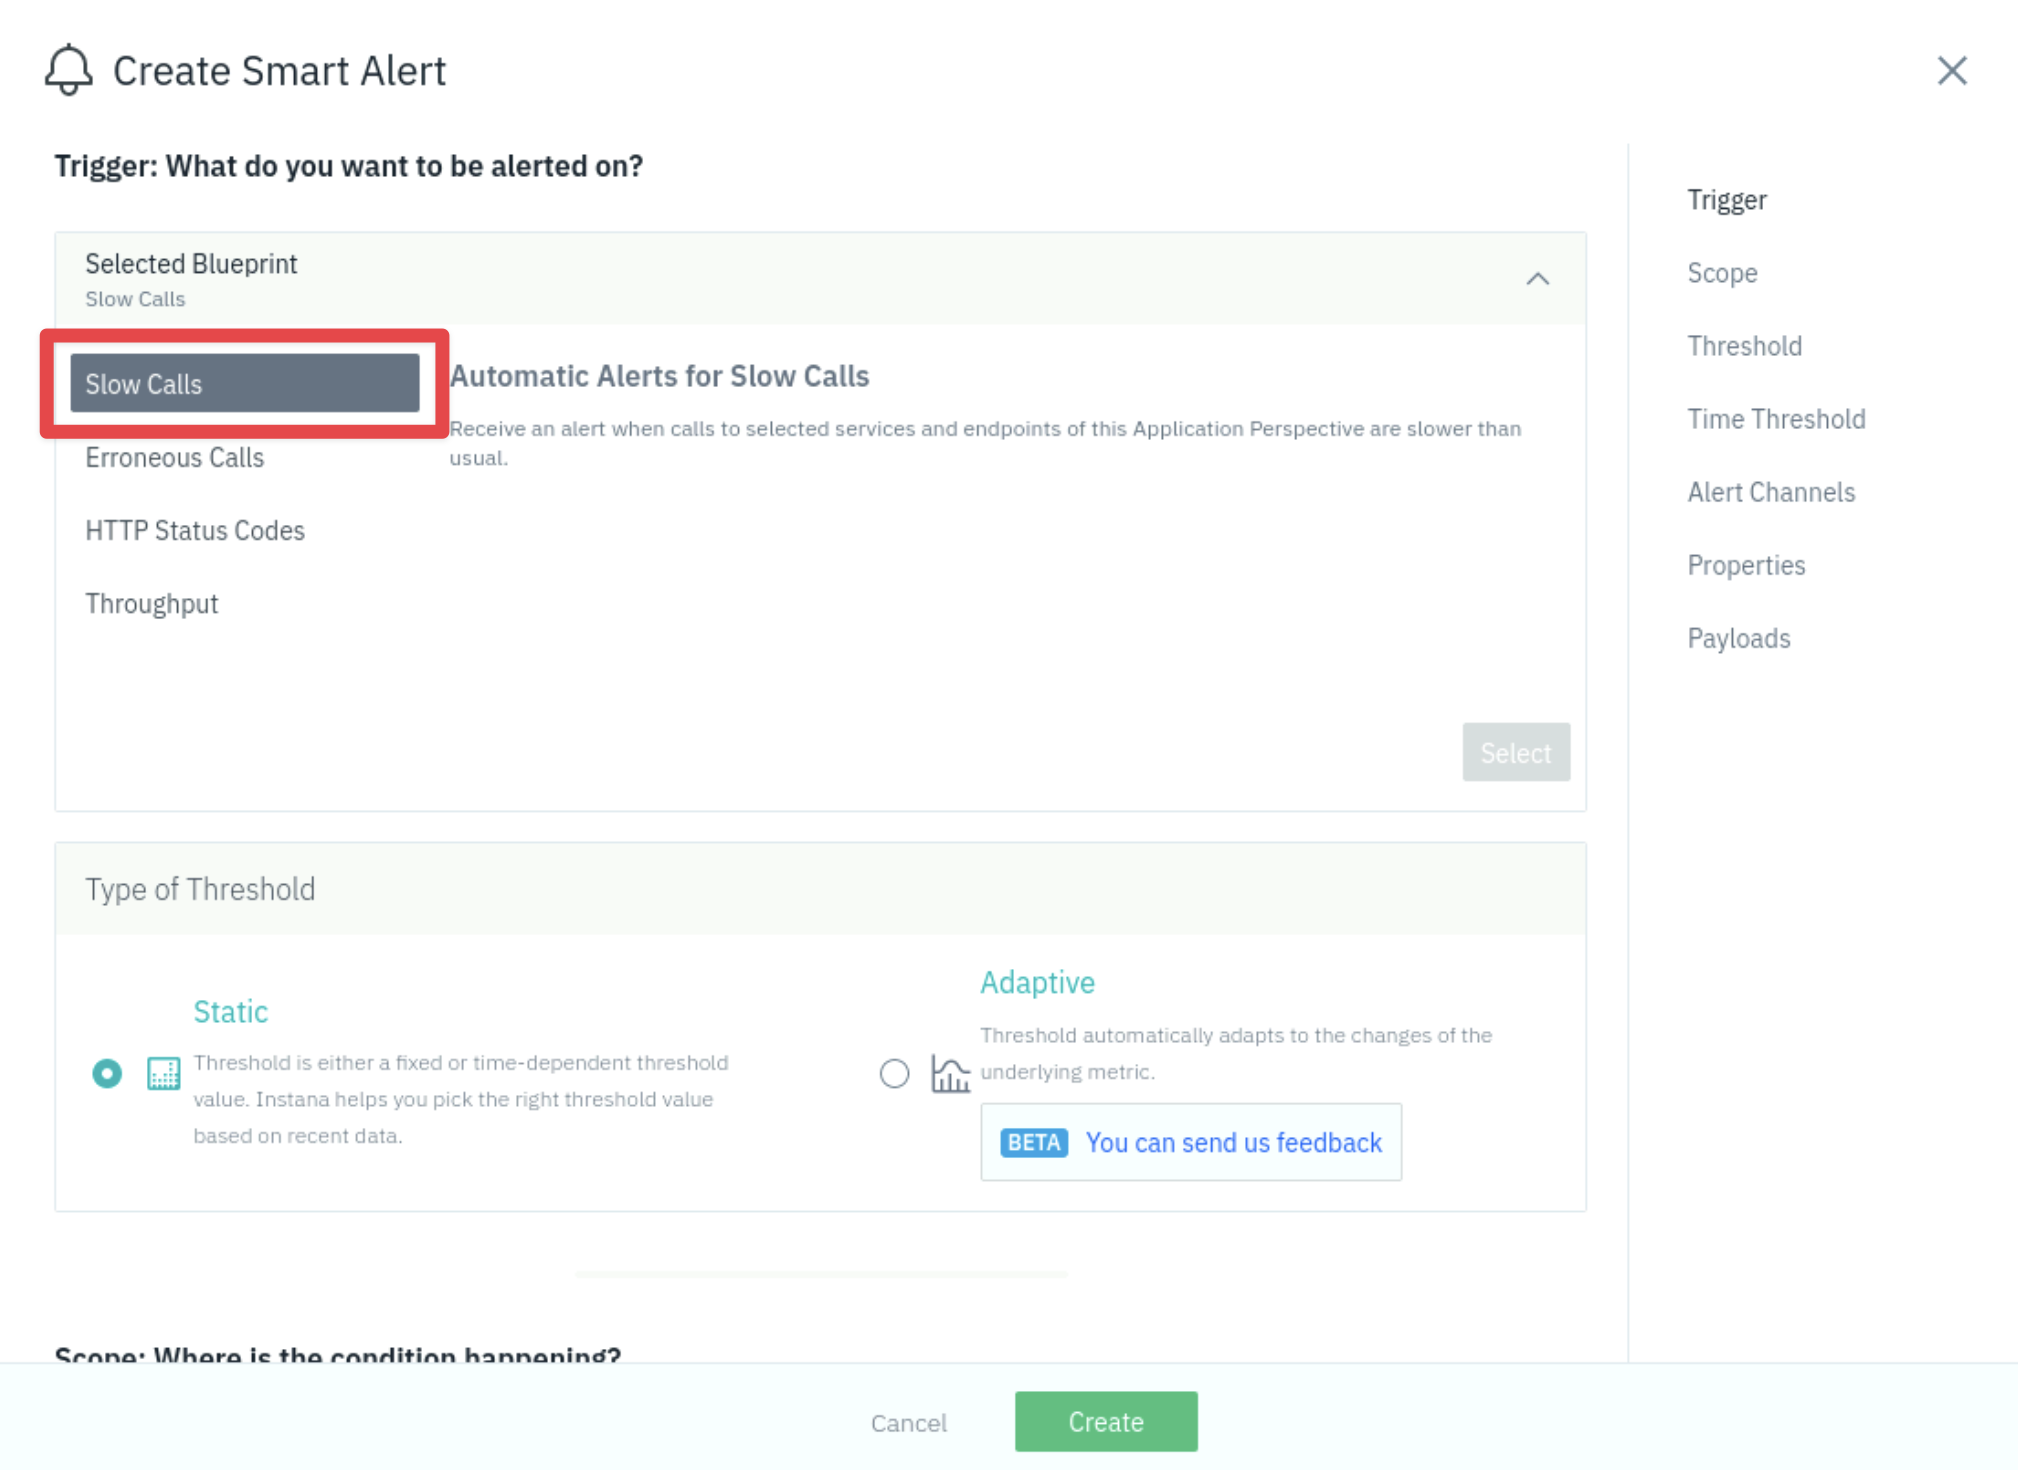 Create Smart Alert
Trigger: What do you want to be alerted on?
Selected Blueprint
Slow Calls
Slow Calls
Erroneous Calls
HTTP Status Codes
Throughput
Automatic Alerts for Slow Calls
Receive an alert when calls to selected services and endpoints of this Application Perspective are slower than
usual.
Select
Type of Threshold
Static
Threshold is either a fixed or time-dependent threshold
value. Instana helps you pick the right threshold value
based on recent data.
Adaptive
Threshold automatically adapts to the changes of the
underlying metric.
BETA You can send us feedback
Scope: Where is the condition happening?
Cancel
Create
Trigger
Scope
Threshold
Time Threshold
Alert Channels
Properties
Payloads